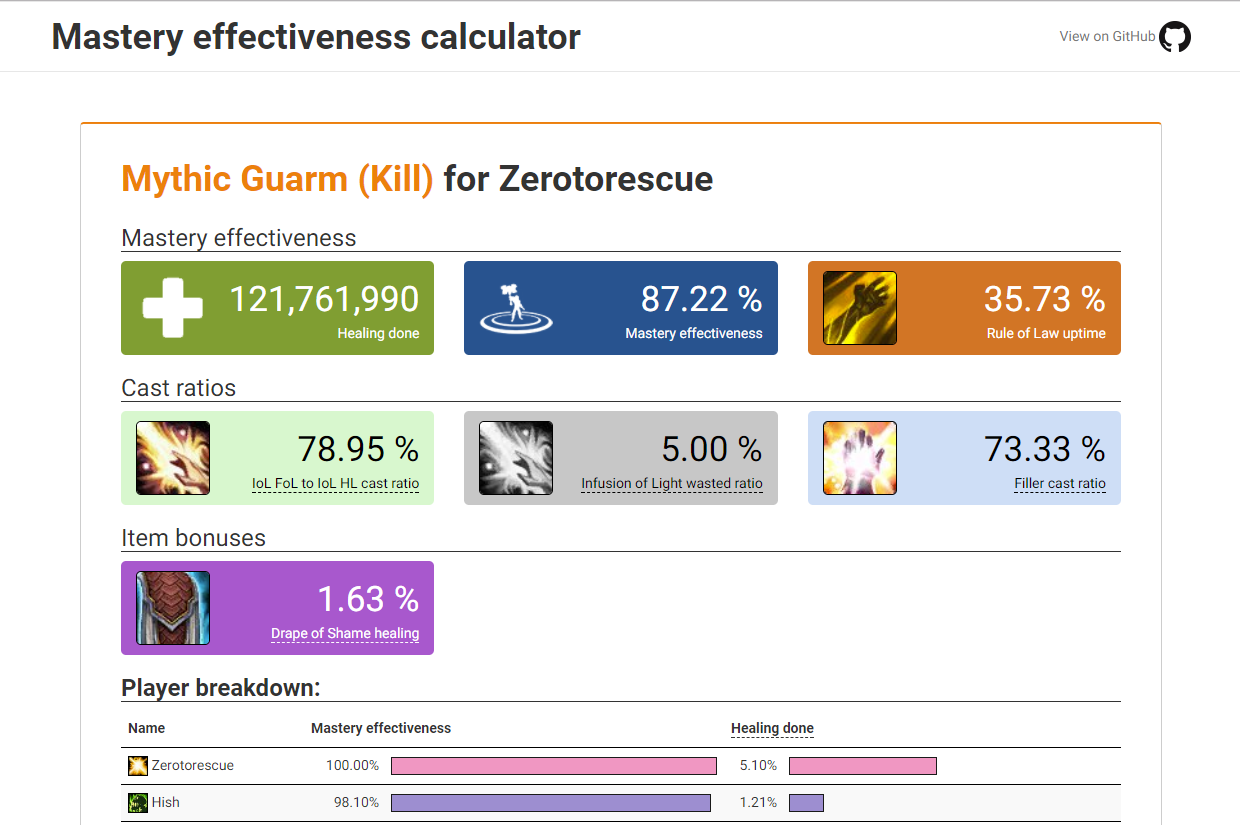 Mastery effectiveness calculator
View on GitHub
Mythic Guarm (Kill) for Zerotorescue
Mastery effectiveness
121,761,990
Healing done
87.22 %
Mastery effectiveness
35.73 %
Rule of Law uptime
Cast ratios
78.95 %
IoL FoL to IoL HL cast ratio
5.00 %
Infusion of Light wasted ratio
73.33 %
Filler cast ratio
Item bonuses
1.63 %
Drape of Shame healing
Player breakdown:
Name Mastery effectiveness Healing done
Zerotorescue 100.00% 5.10%
Hish 98.10% 1.21%